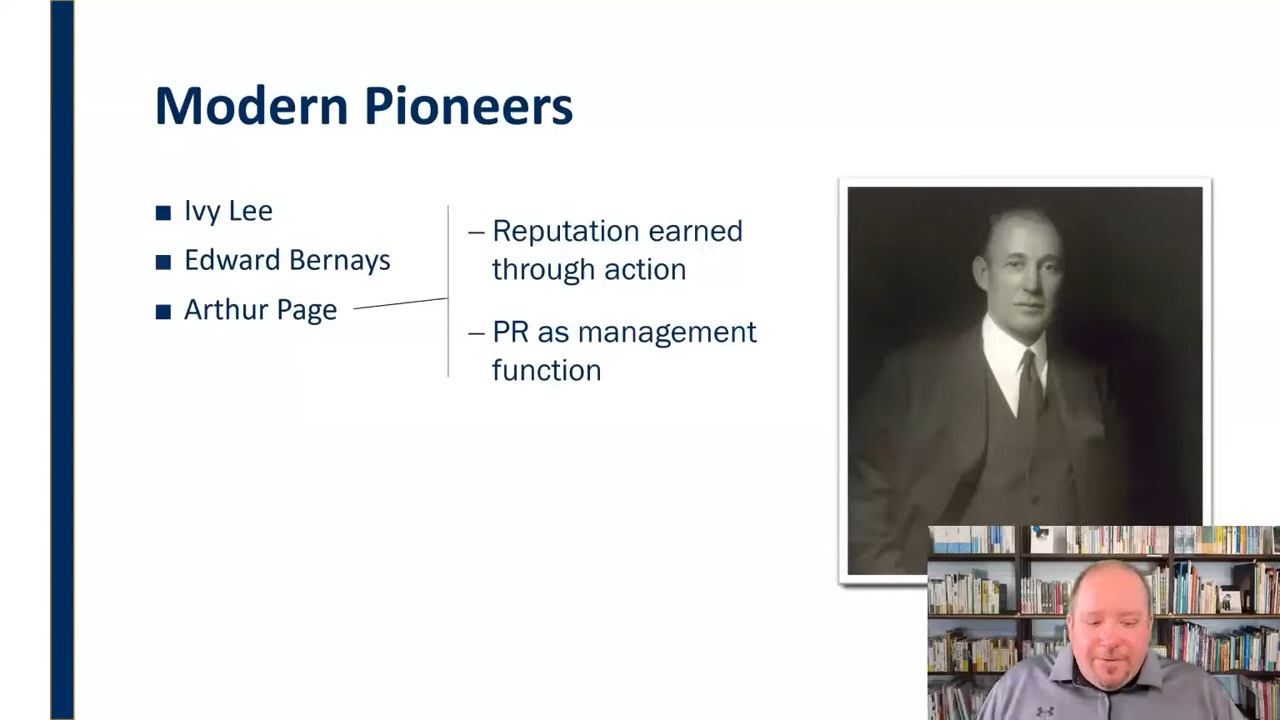 Modern Pioneers
■ Ivy Lee
■ Edward Bernays
■ Arthur Page
– Reputation earned
through action
– PR as management
function